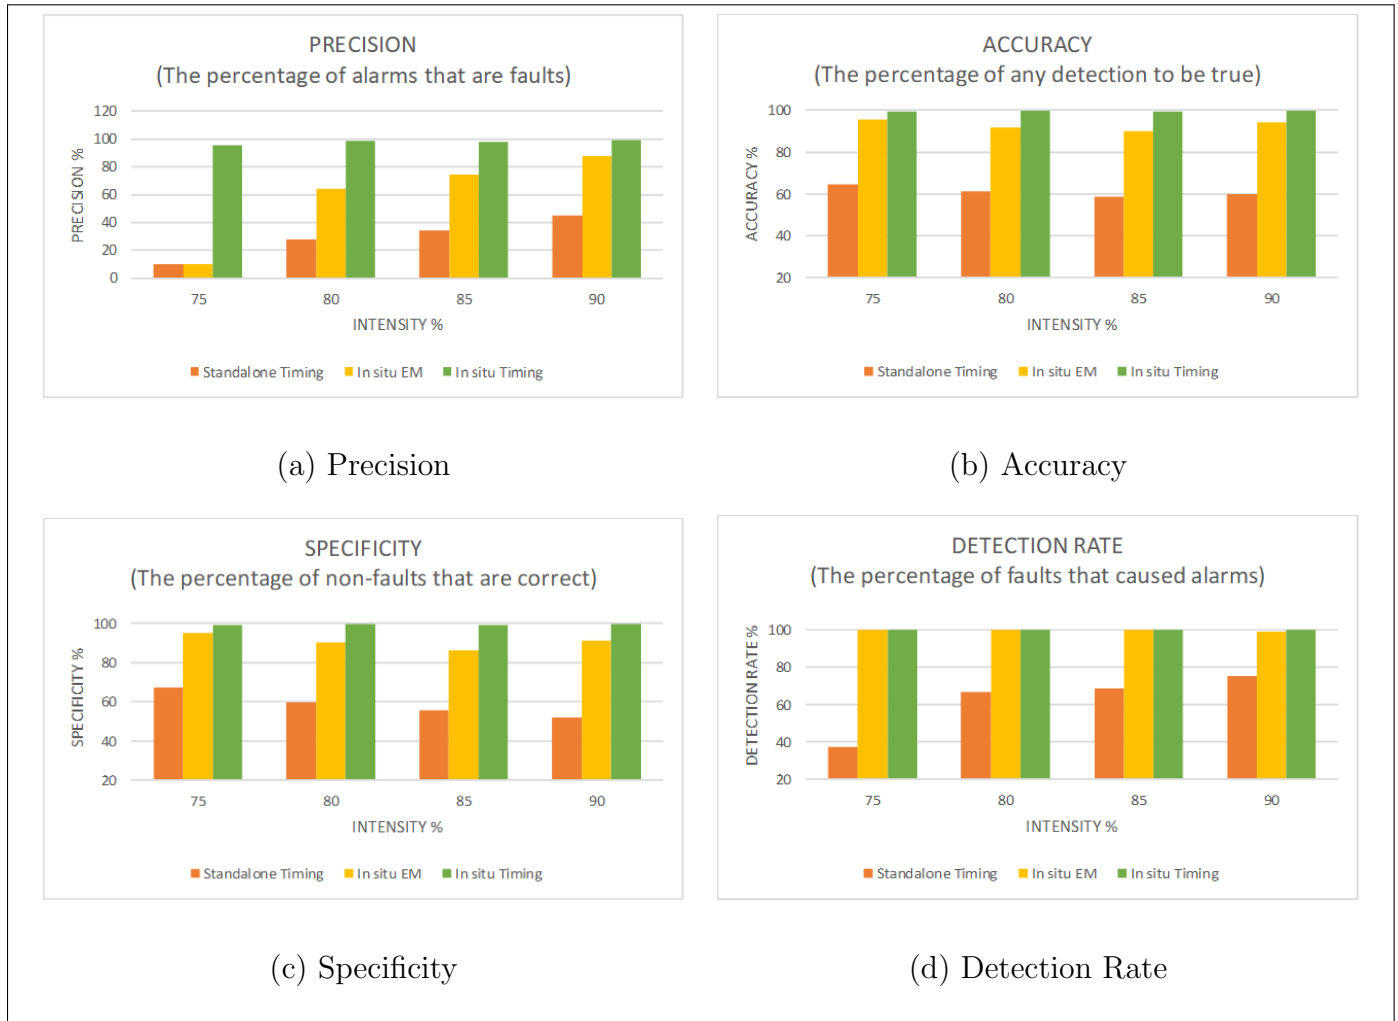 PRECISION
(The percentage of alarms that are faults)
120
100
80
60
40
20
0
PRECISION %
75 80 85 90
INTENSITY %
Standalone Timing In situ EM In situ Timing
(a) Precision
ACCURACY
(The percentage of any detection to be true)
100
80
60
40
20
ACCURACY %
75 80 85 90
INTENSITY %
Standalone Timing In situ EM In situ Timing
(b) Accuracy
SPECIFICITY
(The percentage of non-faults that are correct)
100
80
60
40
20
SPECIFICITY %
75 80 85 90
INTENSITY %
Standalone Timing In situ EM In situ Timing
(c) Specificity
DETECTION RATE
(The percentage of faults that caused alarms)
100
80
60
40
20
DETECTION RATE %
75 80 85 90
INTENSITY %
Standalone Timing In situ EM In situ Timing
(d) Detection Rate